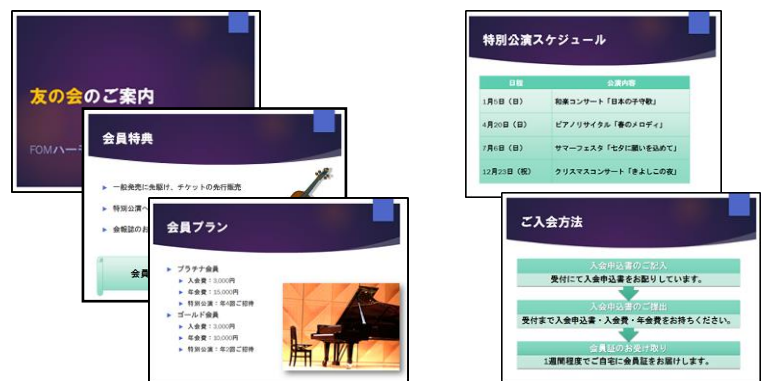 友の会のご案内
FOMハー
会員特典
一般発売に先駆け、チケットの先行販売
特別公演へ
会報誌のお
会員
会員プラン
プラチナ会員
入会費：3,000円
年会費：15,000円
特別公演：年4回ご招待
ゴールド会員
入会費：3,000円
年会費：10,000円
特別公演：年2回ご招待
特別公演スケジュール
日程 公演内容
1月5日（日） 和楽コンサート「日本の子守歌」
4月20日（日） ピアノリサイタル「春のメロディ」
7月6日（日） サマーフェスタ「七夕に願いを込めて」
12月23日（祝） クリスマスコンサート「きよしこの夜」
ご入会方法
入会申込書のご記入
受付にて入会申込書をお配りしています。
入会申込書のご提出
受付まで入会申込書・入会費・年会費をお持ちください。
会員証のお受け取り
1週間程度でご自宅に会員証をお届けします。